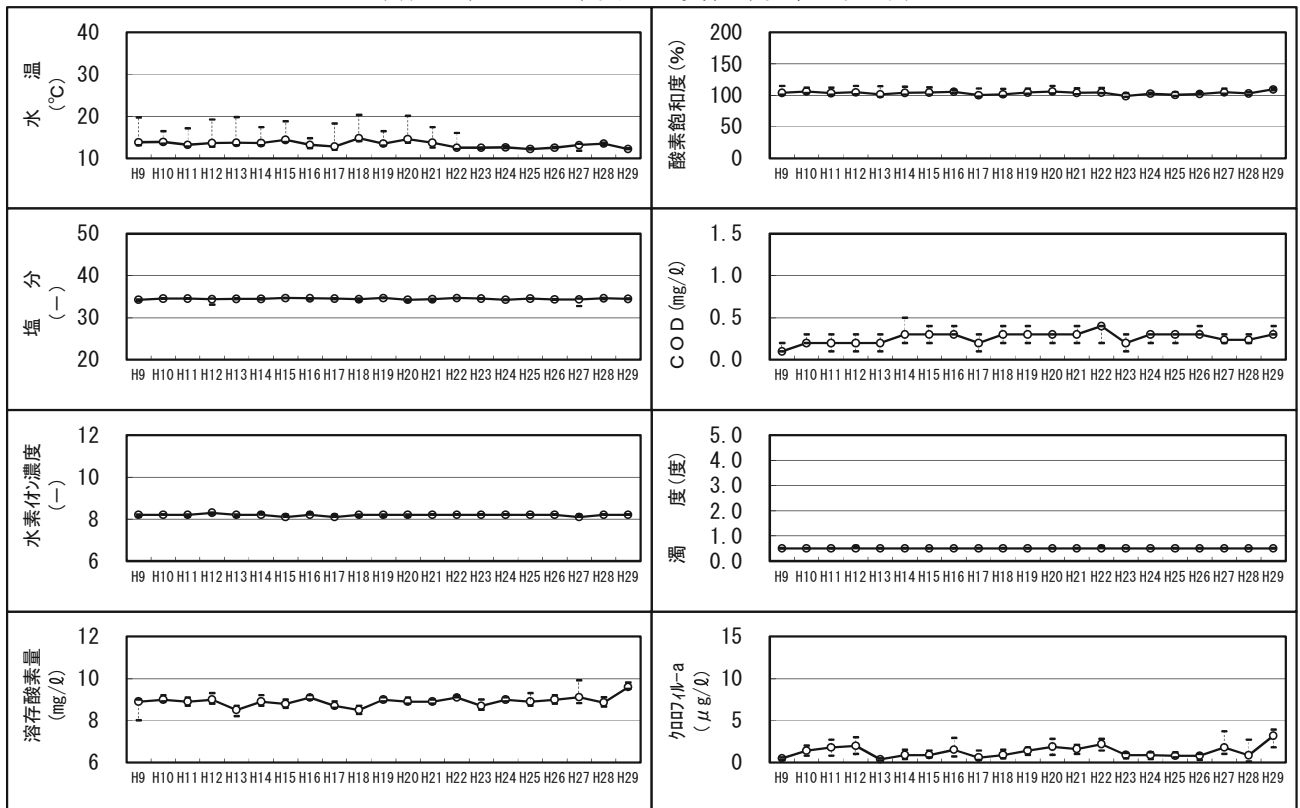 水 温
(℃)
40
30
20
10
H9 H10 H11 H12 H13 H14 H15 H16 H17 H18 H19 H20 H21 H22 H23 H24 H25 H26 H27 H28 H29
酸素飽和度(%)
200
150
100
50
0
H9 H10 H11 H12 H13 H14 H15 H16 H17 H18 H19 H20 H21 H22 H23 H24 H25 H26 H27 H28 H29
塩 分
(－)
50
40
30
20
H9 H10 H11 H12 H13 H14 H15 H16 H17 H18 H19 H20 H21 H22 H23 H24 H25 H26 H27 H28 H29
ＣＯＤ(mg/ℓ)
1.5
1.0
0.5
0.0
H9 H10 H11 H12 H13 H14 H15 H16 H17 H18 H19 H20 H21 H22 H23 H24 H25 H26 H27 H28 H29
水素ｲｵﾝ濃度
(－)
12
10
8
6
H9 H10 H11 H12 H13 H14 H15 H16 H17 H18 H19 H20 H21 H22 H23 H24 H25 H26 H27 H28 H29
濁 度(度)
5.0
4.0
3.0
2.0
1.0
0.0
H9 H10 H11 H12 H13 H14 H15 H16 H17 H18 H19 H20 H21 H22 H23 H24 H25 H26 H27 H28 H29
溶存酸素量
(mg/ℓ)
12
10
8
6
H9 H10 H11 H12 H13 H14 H15 H16 H17 H18 H19 H20 H21 H22 H23 H24 H25 H26 H27 H28 H29
ｸﾛﾛﾌｨﾙｰa
(μg/ℓ)
15
10
5
0
H9 H10 H11 H12 H13 H14 H15 H16 H17 H18 H19 H20 H21 H22 H23 H24 H25 H26 H27 H28 H29